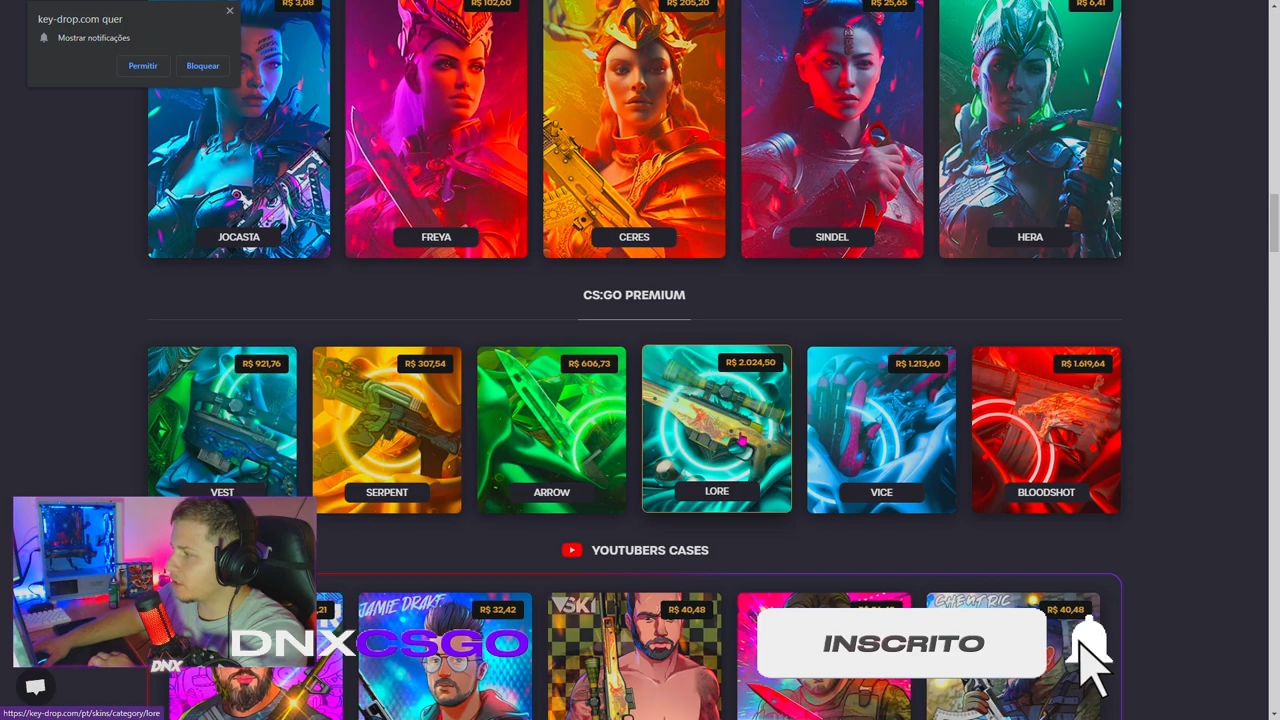 key-drop.com quer
Mostrar notificações
Permitir
Bloquear
R$ 3,08
R$ 102,60
R$ 205,20
R$ 25,65
R$ 6,41
JOCASTA
FREYA
CERES
SINDEL
HERA
CS:GO PREMIUM
R$ 921,76
R$ 307,54
R$ 606,73
R$ 2.024,50
R$ 1.213,60
R$ 1.619,64
VEST
SERPENT
ARROW
LORE
VICE
BLOODSHOT
YOUTUBERS CASES
JAMIE DRAKE
R$ 32,42
R$ 40,48
R$ 40,48
DNXCSGO
DNX
INSCRITO
https://key-drop.com/pt/skins/category/lore